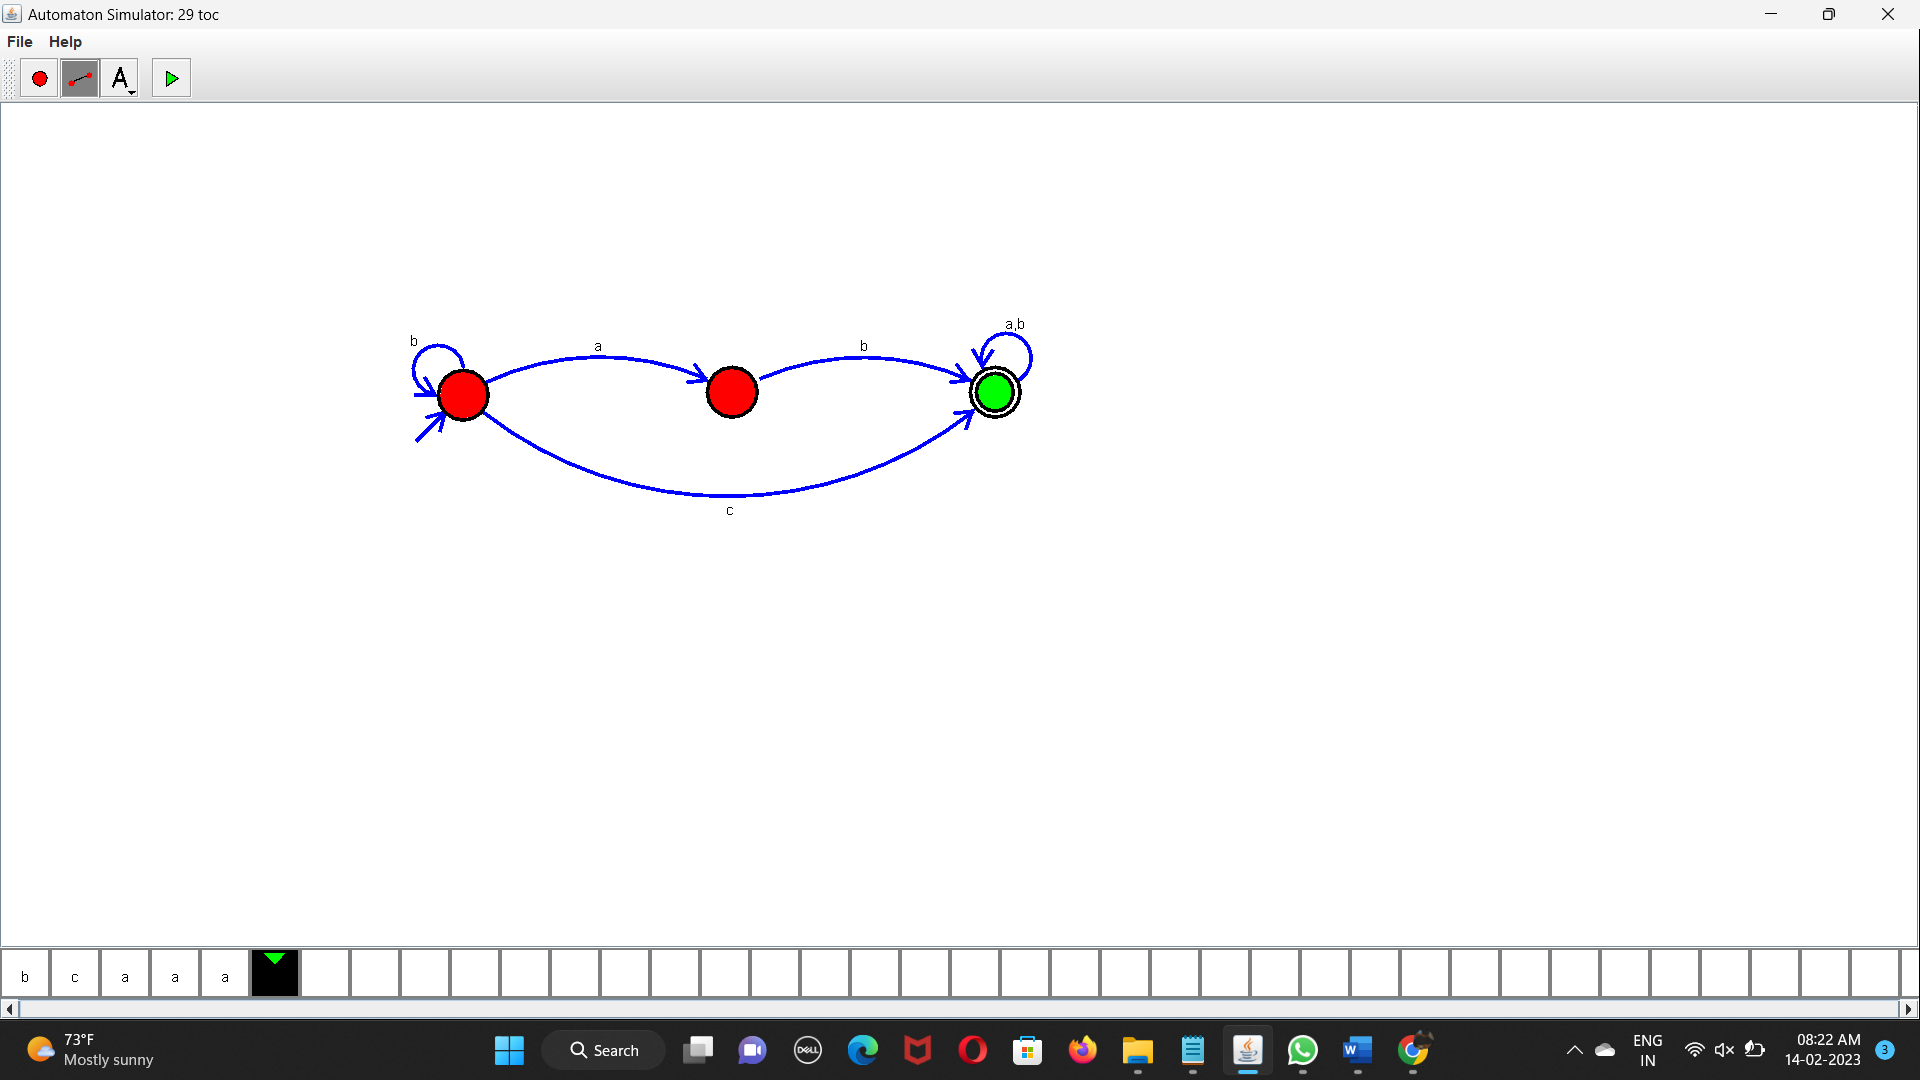 Automaton Simulator: 29 toc
File Help
A
a,b
b
a
b
c
b c a a a
73°F
Mostly sunny
Search
DELL
W
ENG
IN
08:22 AM
14-02-2023
3